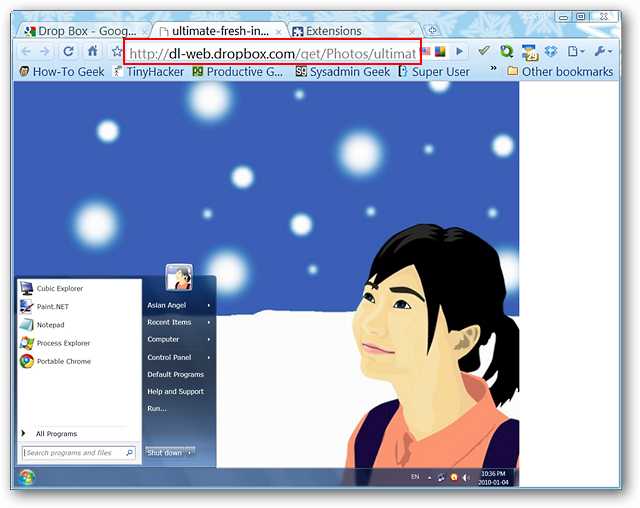 Drop Box - Goog...
ultimate-fresh-in...
Extensions
http://dl-web.dropbox.com/get/Photos/ultimat
How-To Geek
TinyHacker
Productive G...
Sysadmin Geek
Super User
»
Other bookmarks
Cubic Explorer
Paint.NET
Notepad
Process Explorer
Portable Chrome
All Programs
Search programs and files
Asian Angel
Recent Items
Computer
Control Panel
Default Programs
Help and Support
Run...
Shut down
EN
10:36 PM
2010-01-04